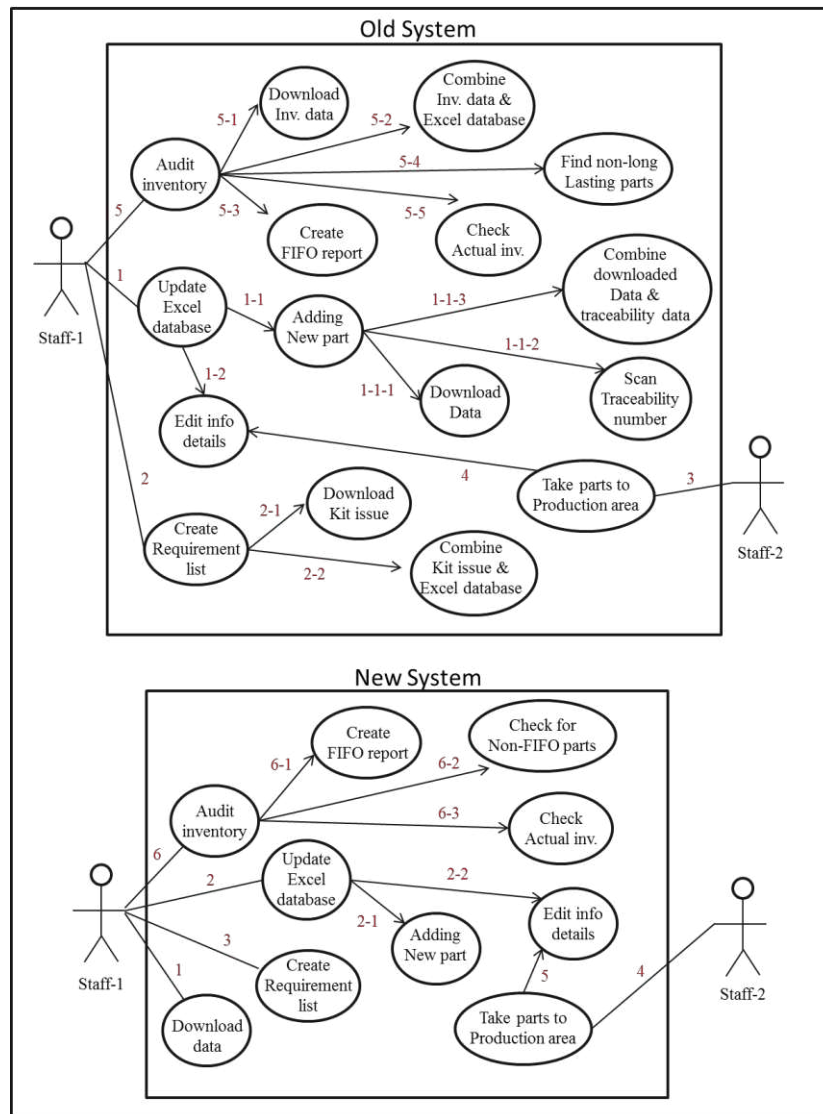 Old System
Download
Inv. data
Combine
Inv. data &
Excel database
5-1
5-2
Audit
inventory
5-4
Find non-long
Lasting parts
5
5-3
5-5
Create
FIFO report
Check
Actual inv.
Staff-1
1
Update
Excel
database
1-1
Adding
New part
1-1-3
Combine
downloaded
Data &
traceability data
1-1-2
1-2
1-1-1
Download
Data
Scan
Traceability
number
Edit info
details
2
4
Take parts to
Production area
3
Staff-2
Download
Kit issue
2-1
Create
Requirement
list
2-2
Combine
Kit issue &
Excel database
New System
Create
FIFO report
Check for
Non-FIFO parts
6-1
6-2
Audit
inventory
6-3
Check
Actual inv.
6
Update
Excel
database
2
2-2
2-1
Adding
New part
Edit info
details
3
Create
Requirement
list
Staff-1
1
Download
data
5
4
Take parts to
Production area
Staff-2